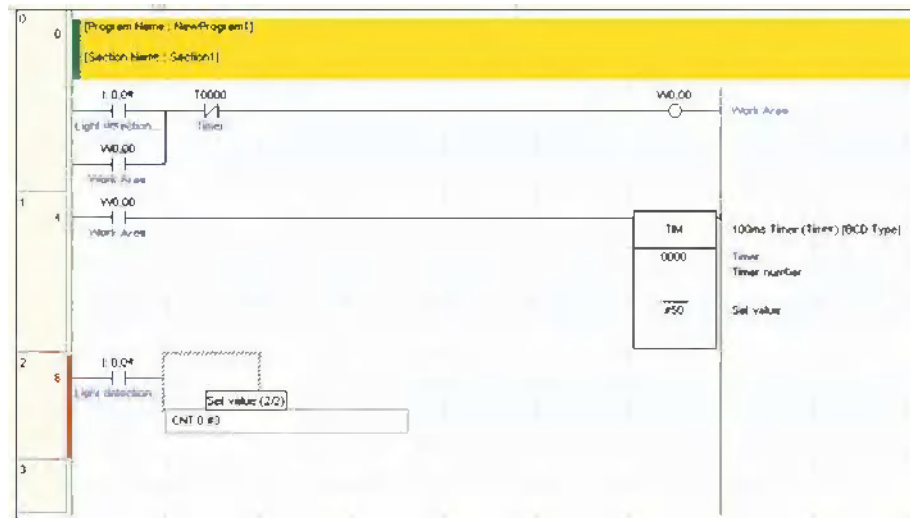 0
0
[Program Name : NewProgram1]
[Section Name : Section1]
I: 0.04 T0000 W0.00
Work Area
Light detection... Timer
W0.00
Work Area
1
4
W0.00
Work Area
TIM
100ms Timer (Timer) [BCD Type]
0000
Timer
Timer number
#50
Set value
2
6
I: 0.04
Light detection...
Set value (2/2)
CNT 0 #3
3